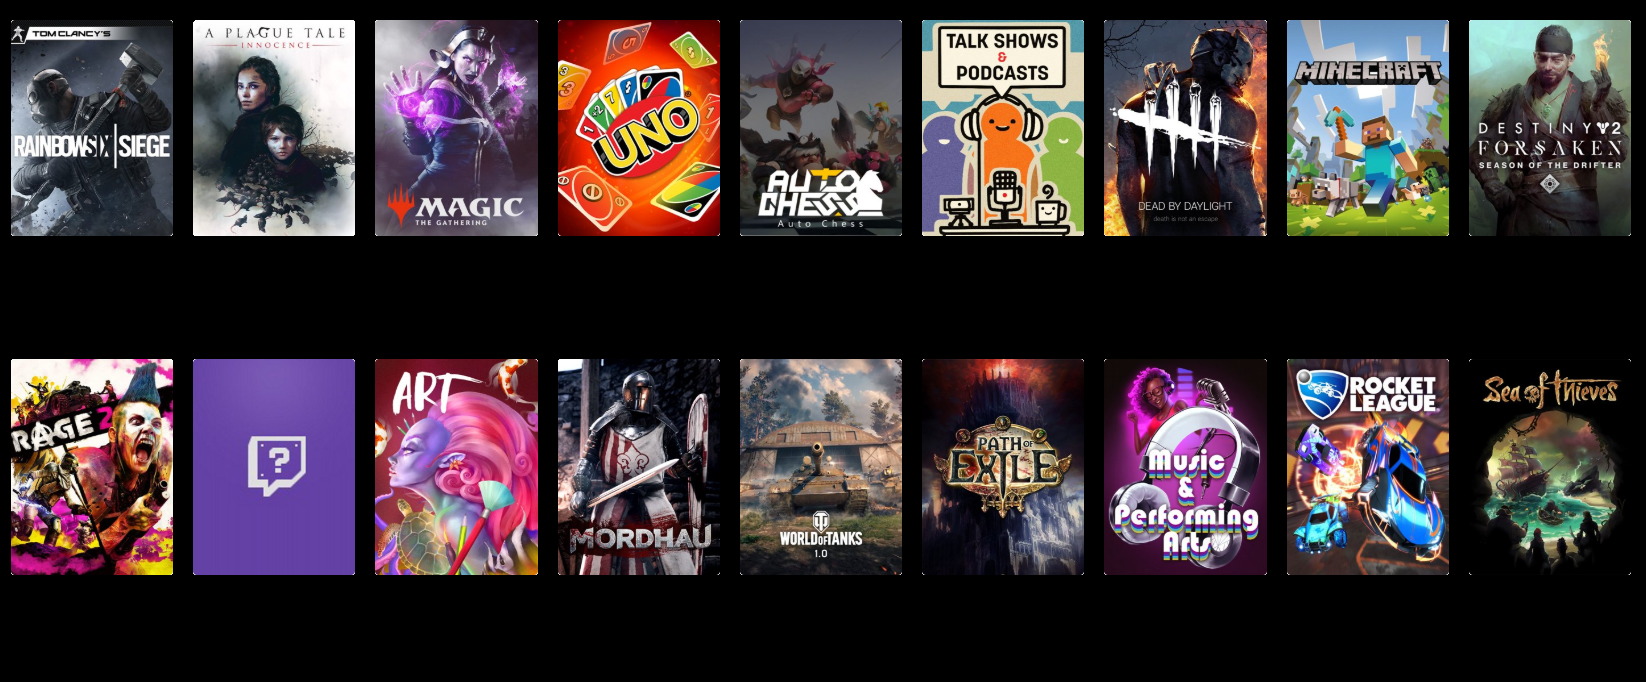 TOM CLANCY'S
RAINBOWSIX | SIEGE
A PLAGUE TALE
INNOCENCE
MAGIC
THE GATHERING
UNO
AUTO
CHESS
Auto Chess
TALK SHOWS
&
PODCASTS
DEAD BY DAYLIGHT
death is not an escape
MINECRAFT
DESTINY 2
FORSAKEN
SEASON OF THE DRIFTER
RAGE 2
?
ART
MORDHAU
WORLD OF TANKS
1.0
PATH OF
EXILE
Music
&
Performing
Arts
ROCKET
LEAGUE
Sea of Thieves